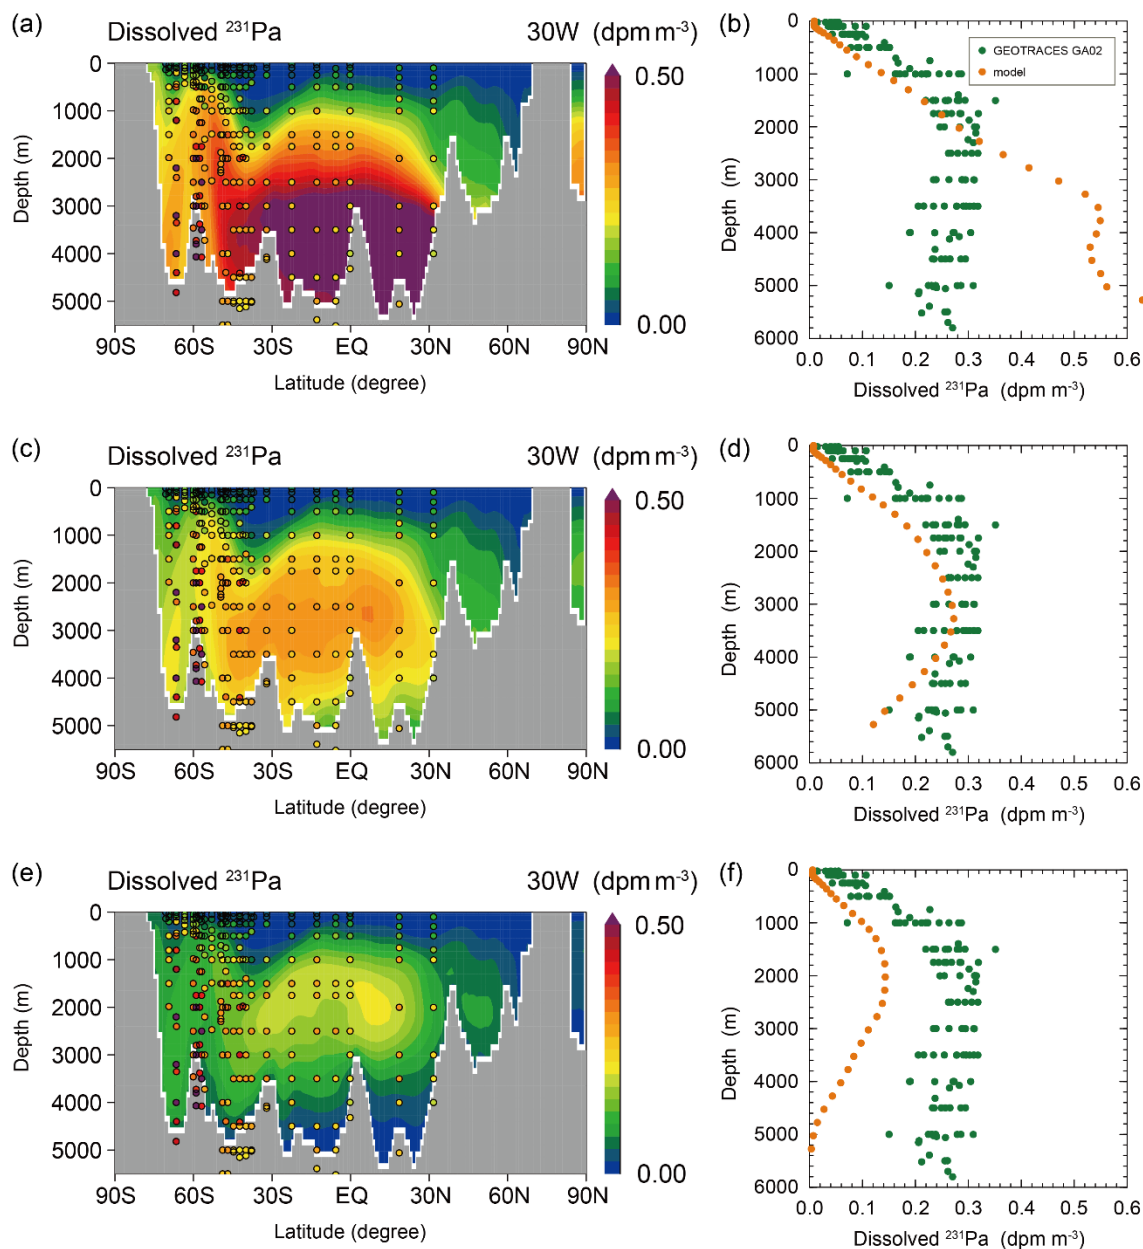 (a)
Dissolved ²³¹Pa
30W (dpm m⁻³)
0
1000
2000
3000
4000
5000
Depth (m)
90S 60S 30S EQ 30N 60N 90N
Latitude (degree)
0.50
0.00
(b)
0
1000
2000
3000
4000
5000
6000
Depth (m)
GEOTRACES GA02
model
0.0 0.1 0.2 0.3 0.4 0.5 0.6
Dissolved ²³¹Pa (dpm m⁻³)
(c)
Dissolved ²³¹Pa
30W (dpm m⁻³)
0
1000
2000
3000
4000
5000
Depth (m)
90S 60S 30S EQ 30N 60N 90N
Latitude (degree)
0.50
0.00
(d)
0
1000
2000
3000
4000
5000
6000
Depth (m)
0.0 0.1 0.2 0.3 0.4 0.5 0.6
Dissolved ²³¹Pa (dpm m⁻³)
(e)
Dissolved ²³¹Pa
30W (dpm m⁻³)
0
1000
2000
3000
4000
5000
Depth (m)
90S 60S 30S EQ 30N 60N 90N
Latitude (degree)
0.50
0.00
(f)
0
1000
2000
3000
4000
5000
6000
Depth (m)
0.0 0.1 0.2 0.3 0.4 0.5 0.6
Dissolved ²³¹Pa (dpm m⁻³)